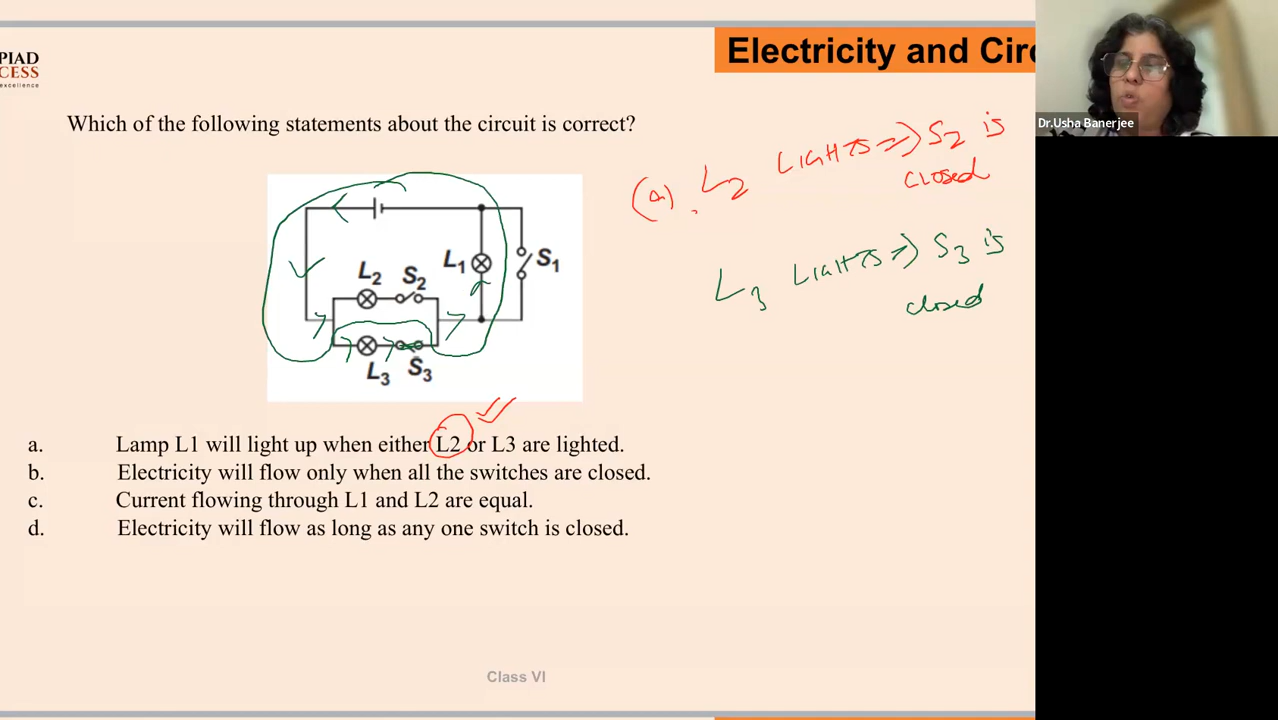 PIAD
CESS
excellence
Electricity and Cir
Dr.Usha Banerjee
Which of the following statements about the circuit is correct?
(a). L2 LIGHTS => S2 is
closed
L3 LIGHTS => S3 is
closed
L1
S1
L2
S2
L3
S3
a. Lamp L1 will light up when either L2 or L3 are lighted.
b. Electricity will flow only when all the switches are closed.
c. Current flowing through L1 and L2 are equal.
d. Electricity will flow as long as any one switch is closed.
Class VI